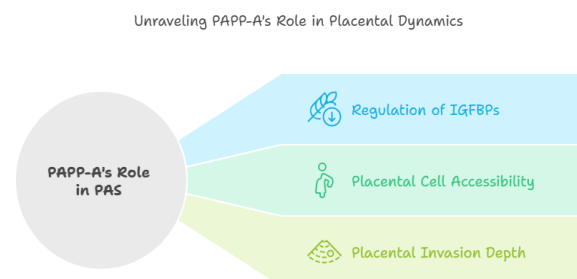 Unraveling PAPP-A's Role in Placental Dynamics
PAPP-A's Role
in PAS
Regulation of IGFBPs
Placental Cell Accessibility
Placental Invasion Depth